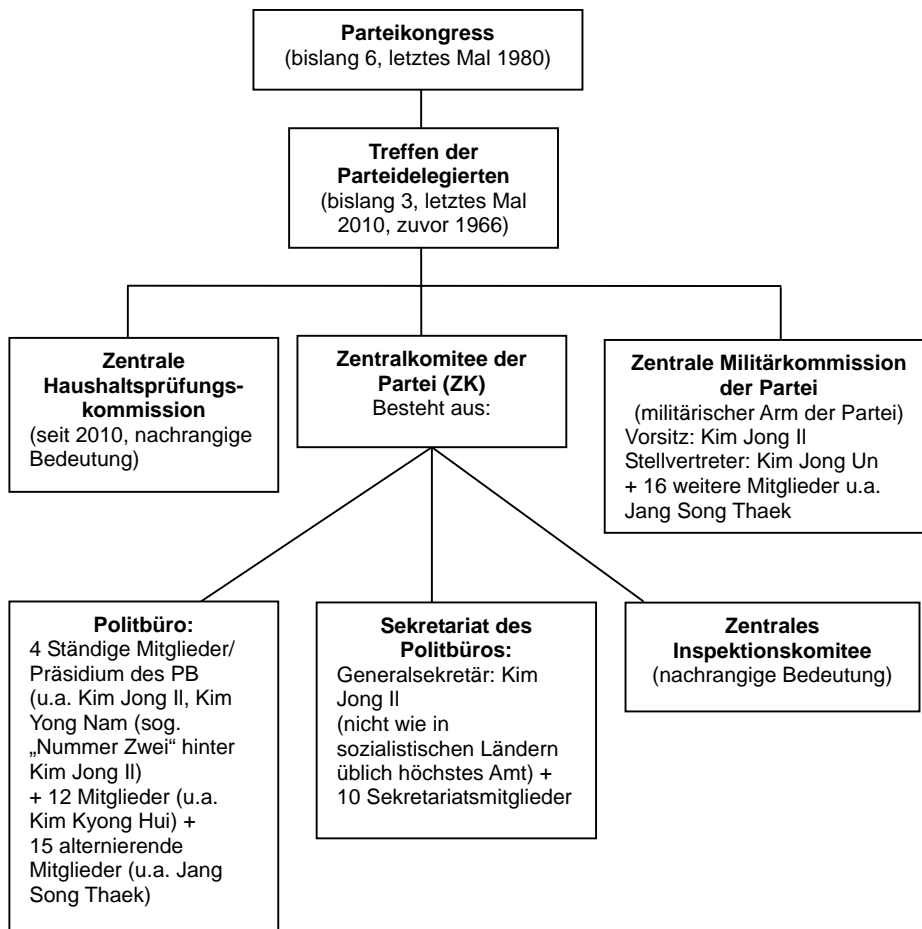 Parteikongress
(bislang 6, letztes Mal 1980)
Treffen der
Parteidelegierten
(bislang 3, letztes Mal
2010, zuvor 1966)
Zentrale
Haushaltsprüfungs-
kommission
(seit 2010, nachrangige
Bedeutung)
Zentralkomitee der
Partei (ZK)
Besteht aus:
Zentrale Militärkommission
der Partei
(militärischer Arm der Partei)
Vorsitz: Kim Jong Il
Stellvertreter: Kim Jong Un
+ 16 weitere Mitglieder u.a.
Jang Song Thaek
Politbüro:
4 Ständige Mitglieder/
Präsidium des PB
(u.a. Kim Jong Il, Kim
Yong Nam (sog.
„Nummer Zwei“ hinter
Kim Jong Il)
+ 12 Mitglieder (u.a.
Kim Kyong Hui) +
15 alternierende
Mitglieder (u.a. Jang
Song Thaek)
Sekretariat des
Politbüros:
Generalsekretär: Kim
Jong Il
(nicht wie in
sozialistischen Ländern
üblich höchstes Amt) +
10 Sekretariatsmitglieder
Zentrales
Inspektionskomitee
(nachrangige Bedeutung)